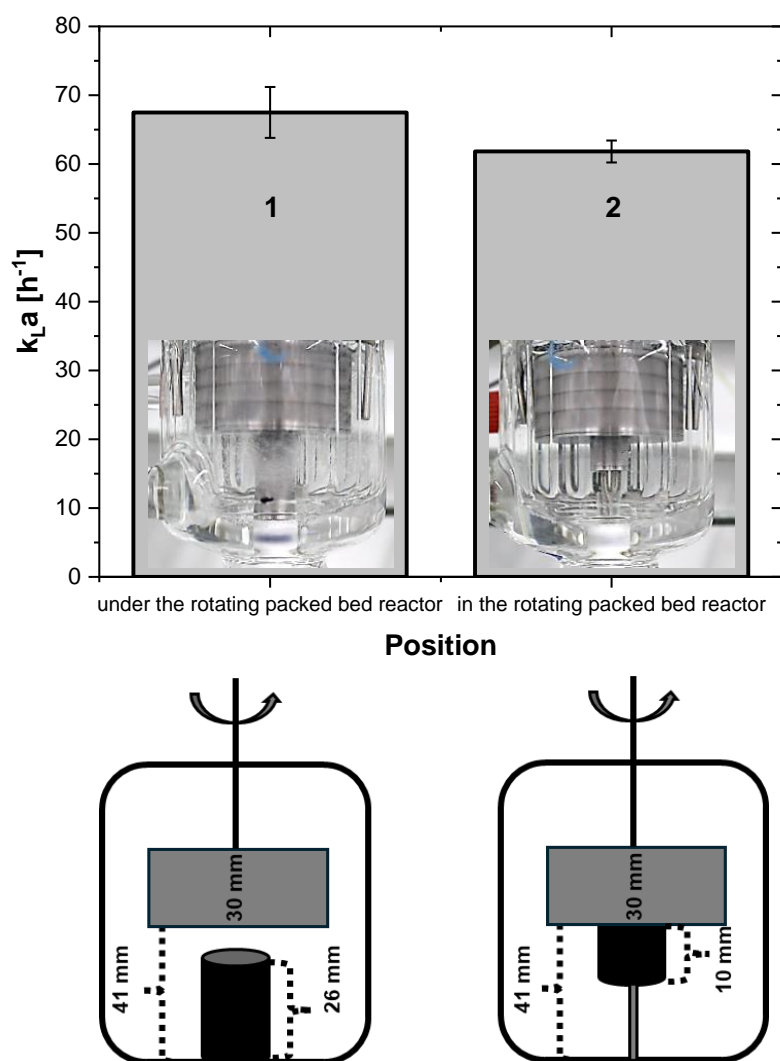 80
70
60
50
40
30
20
10
0
k_La [h^-1]
1
2
under the rotating packed bed reactor
in the rotating packed bed reactor
Position
30 mm
41 mm
26 mm
30 mm
41 mm
10 mm